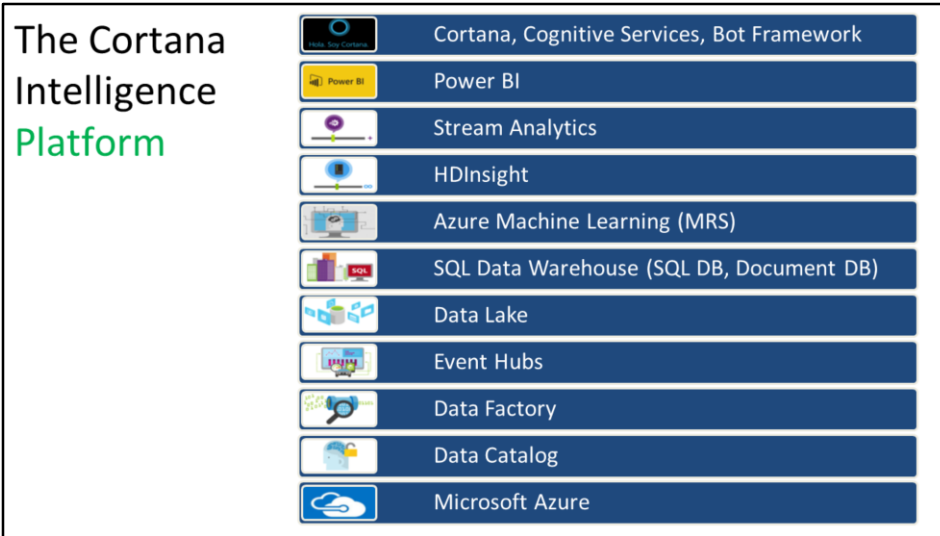 The Cortana
Intelligence
Platform
Hola. Soy Cortana.
Cortana, Cognitive Services, Bot Framework
Power BI
Power BI
Stream Analytics
HDInsight
Azure Machine Learning (MRS)
SQL
SQL Data Warehouse (SQL DB, Document DB)
Data Lake
Event Hubs
Data Factory
Data Catalog
Microsoft Azure